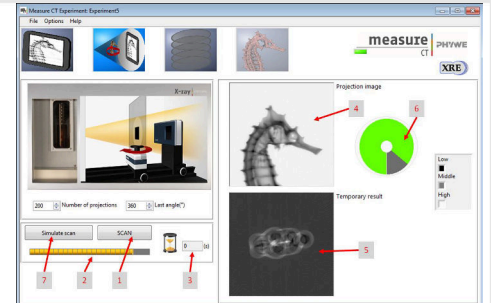 Measure CT Experiment: Experiment5
File Options Help
measure
CT
PHYWE
XRE
X-ray
200 Number of projections 360 Last angle(°)
Simulate scan SCAN
0 (s)
7 2 1 3
Projection image
4
6
Low
Middle
High
Temporary result
5